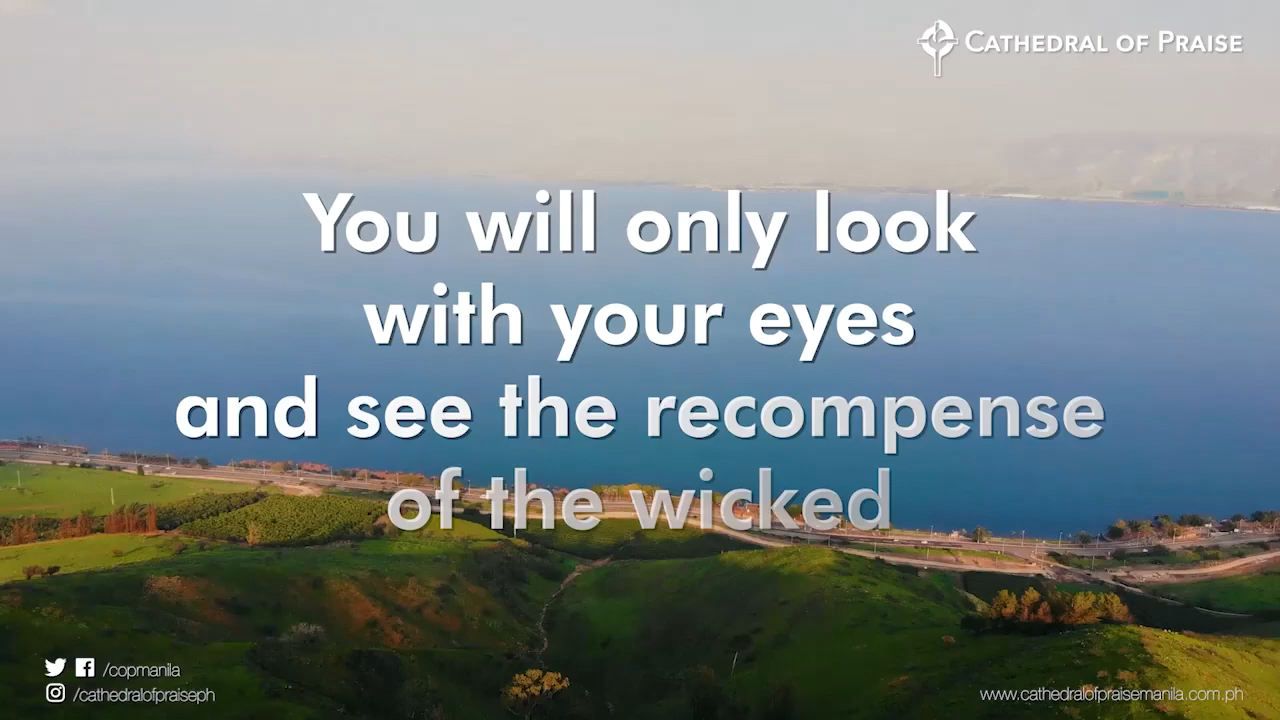 CATHEDRAL OF PRAISE
You will only look
with your eyes
and see the recompense
of the wicked
/copmanila
/cathedralofpraiseph
www.cathedralofpraisemanila.com.ph